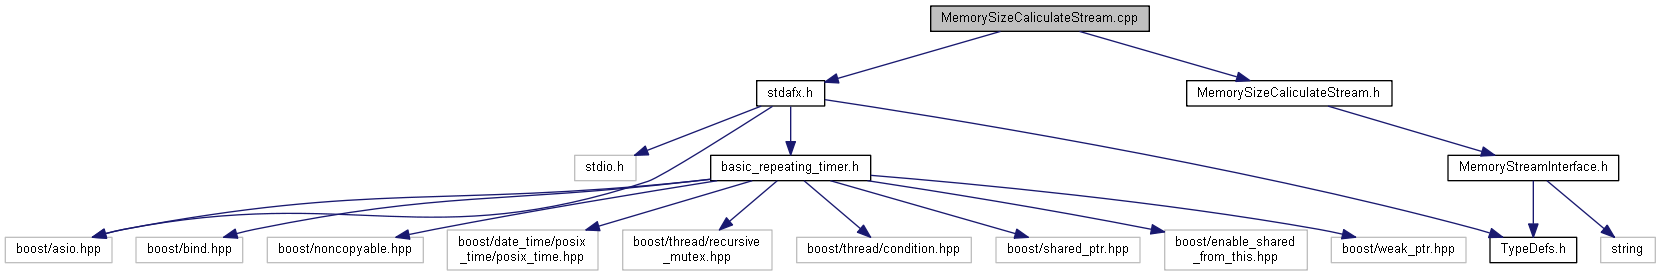 MemorySizeCaliculateStream.cpp
stdafx.h
MemorySizeCaliculateStream.h
stdio.h
basic_repeating_timer.h
MemoryStreamInterface.h
boost/asio.hpp
boost/bind.hpp
boost/noncopyable.hpp
boost/date_time/posix
_time/posix_time.hpp
boost/thread/recursive
_mutex.hpp
boost/thread/condition.hpp
boost/shared_ptr.hpp
boost/enable_shared
_from_this.hpp
boost/weak_ptr.hpp
TypeDefs.h
string